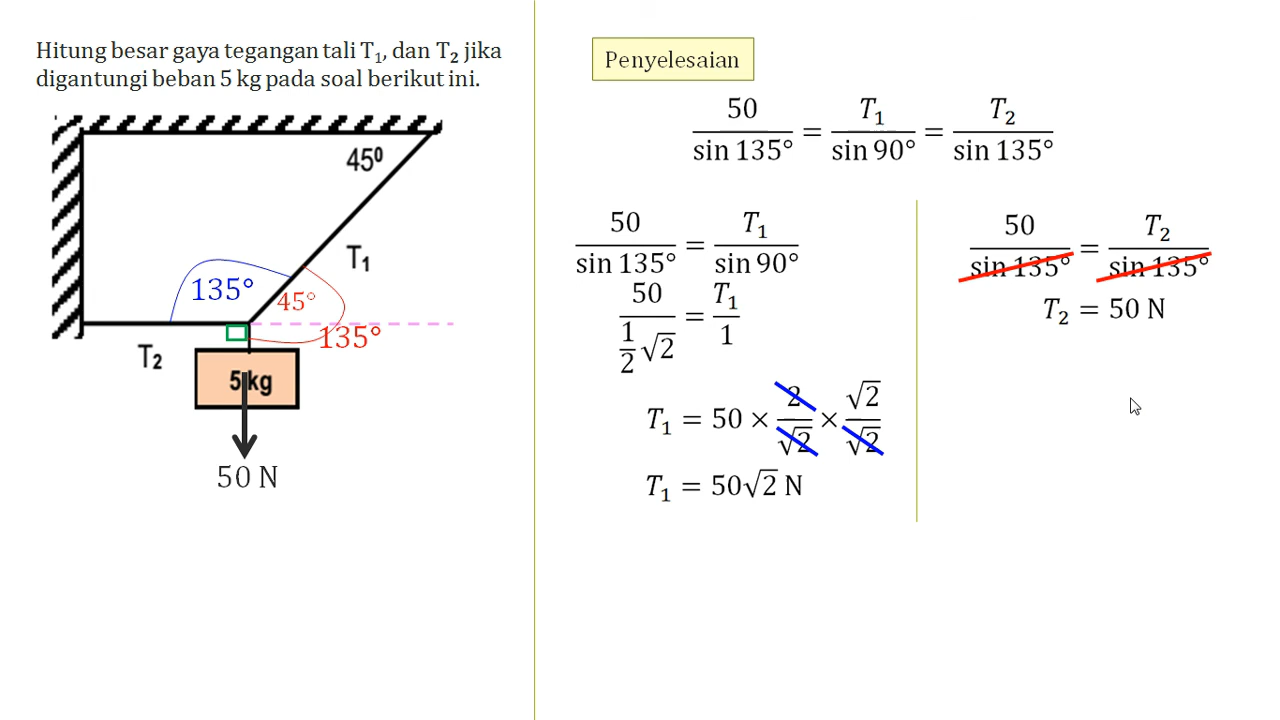 Hitung besar gaya tegangan tali T₁, dan T₂ jika
digantungi beban 5 kg pada soal berikut ini.
45⁰
T₁
135°
45°
135°
T₂
5 kg
50 N
Penyelesaian
50/sin 135° = T₁/sin 90° = T₂/sin 135°
50/sin 135° = T₁/sin 90°
50/(1/2 √2) = T₁/1
T₁ = 50 × 2/√2 × √2/√2
T₁ = 50√2 N
50/sin 135° = T₂/sin 135°
T₂ = 50 N